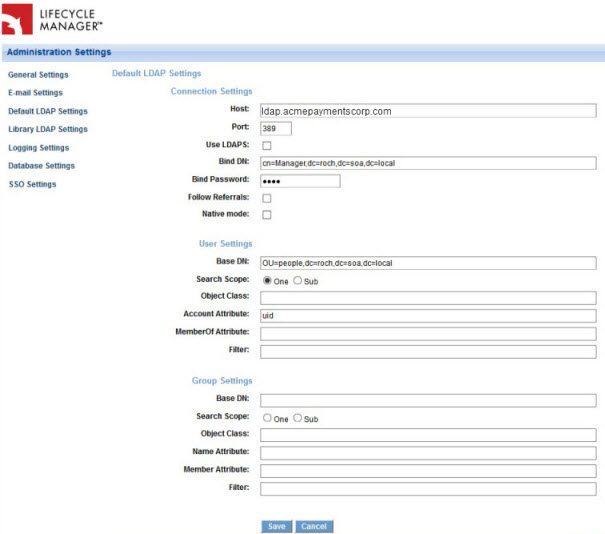 LIFECYCLE
MANAGER™
Administration Settings
General Settings
E-mail Settings
Default LDAP Settings
Library LDAP Settings
Logging Settings
Database Settings
SSO Settings
Default LDAP Settings
Connection Settings
Host: ldap.acmepaymentscorp.com
Port: 389
Use LDAPS:
Bind DN: cn=Manager,dc=roch,dc=soa,dc=local
Bind Password: ••••
Follow Referrals:
Native mode:
User Settings
Base DN: OU=people,dc=roch,dc=soa,dc=local
Search Scope: One Sub
Object Class:
Account Attribute: uid
MemberOf Attribute:
Filter:
Group Settings
Base DN:
Search Scope: One Sub
Object Class:
Name Attribute:
Member Attribute:
Filter:
Save Cancel